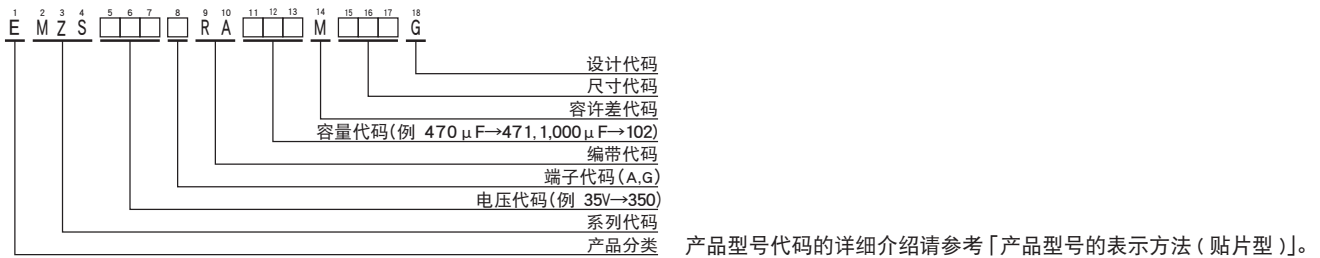 1 2 3 4 5 6 7 8 9 10 11 12 13 14 15 16 17 18
E M Z S □□□ □ R A □□□ M □□□ G
设计代码
尺寸代码
容许差代码
容量代码(例 470μF→471, 1,000μF→102)
编带代码
端子代码(A,G)
电压代码(例 35V→350)
系列代码
产品分类 产品型号代码的详细介绍请参考「产品型号的表示方法(贴片型)」。